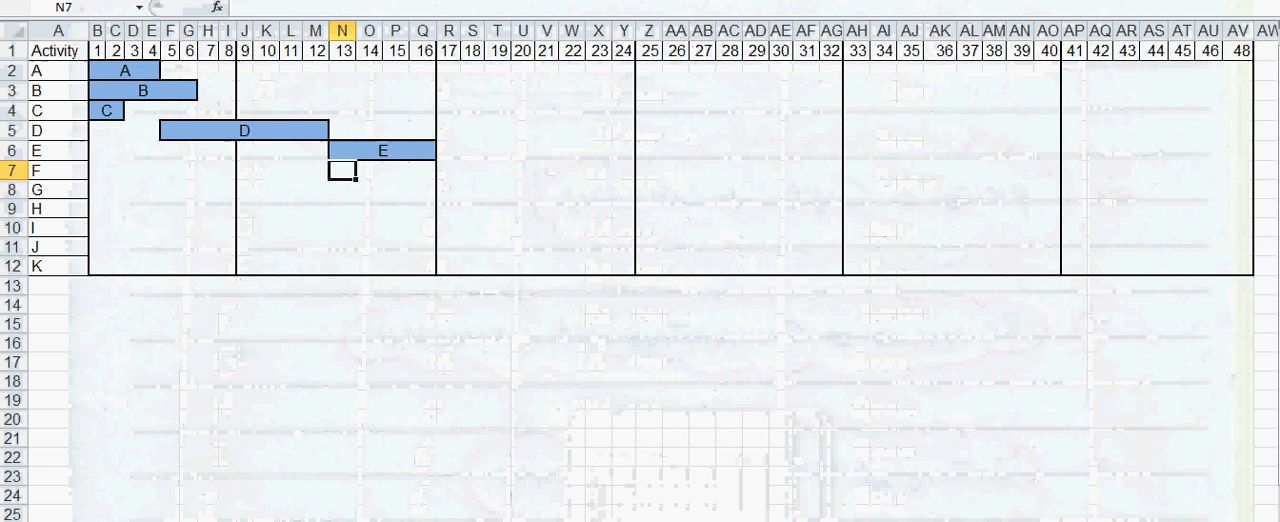 N7 fx
A B C D E F G H I J K L M N O P Q R S T U V W X Y Z AA AB AC AD AE AF AG AH AI AJ AK AL AM AN AO AP AQ AR AS AT AU AV AW
1 Activity 1 2 3 4 5 6 7 8 9 10 11 12 13 14 15 16 17 18 19 20 21 22 23 24 25 26 27 28 29 30 31 32 33 34 35 36 37 38 39 40 41 42 43 44 45 46 47 48
2 A A
3 B B
4 C C
5 D D
6 E E
7 F
8 G
9 H
10 I
11 J
12 K
13
14
15
16
17
18
19
20
21
22
23
24
25